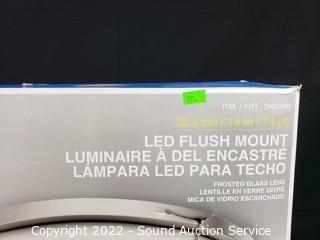 ITM. / ART.
35.5 cm / 14 in / 14 po
LED FLUSH MOUNT
LUMINAIRE À DEL ENCASTRÉ
LÁMPARA LED PARA TECHO
FROSTED GLASS LENS
LENTILLE EN VERRE GIVRÉ
MICA DE VIDRIO ESCARCHADO
Copyright 2022 - Sound Auction Service